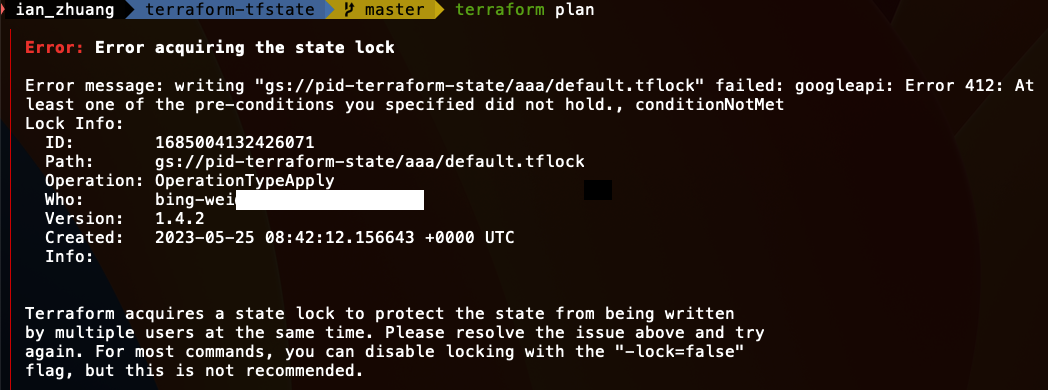 ian_zhuang terraform-tfstate master terraform plan
Error: Error acquiring the state lock
Error message: writing "gs://pid-terraform-state/aaa/default.tflock" failed: googleapi: Error 412: At
least one of the pre-conditions you specified did not hold., conditionNotMet
Lock Info:
ID: 1685004132426071
Path: gs://pid-terraform-state/aaa/default.tflock
Operation: OperationTypeApply
Who: bing-wei
Version: 1.4.2
Created: 2023-05-25 08:42:12.156643 +0000 UTC
Info:
Terraform acquires a state lock to protect the state from being written
by multiple users at the same time. Please resolve the issue above and try
again. For most commands, you can disable locking with the "-lock=false"
flag, but this is not recommended.